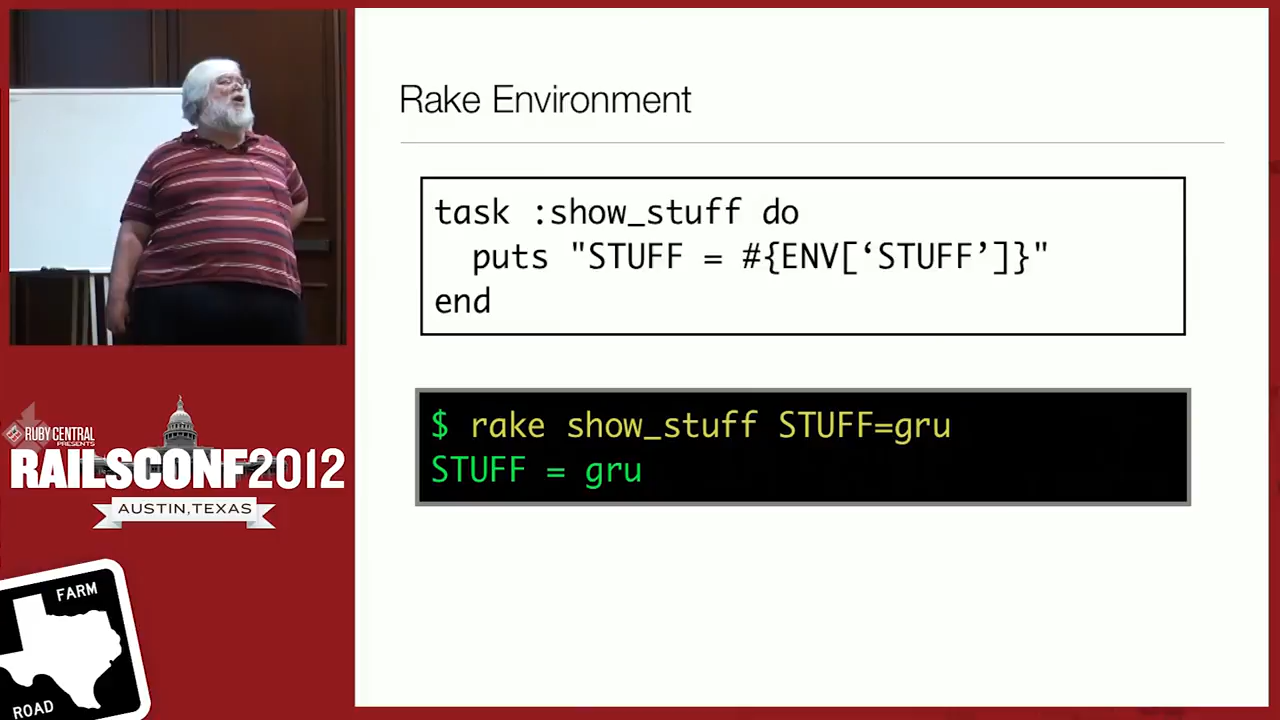 Rake Environment
task :show_stuff do
  puts "STUFF = #{ENV[‘STUFF’]}"
end
$ rake show_stuff STUFF=gru
STUFF = gru
RUBY CENTRAL
PRESENTS
RAILSCONF2012
AUSTIN,TEXAS
FARM
ROAD